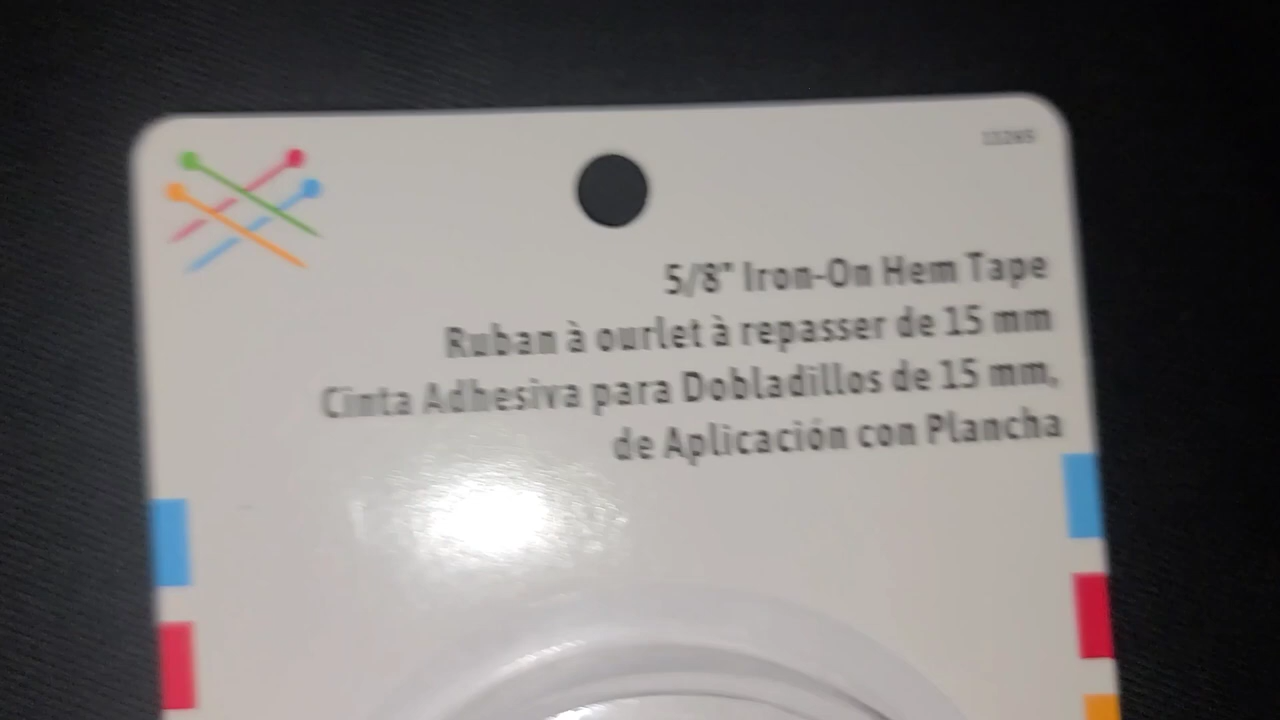 5/8" Iron-On Hem Tape
Ruban à ourlet à repasser de 15 mm
Cinta Adhesiva para Dobladillos de 15 mm,
de Aplicación con Plancha